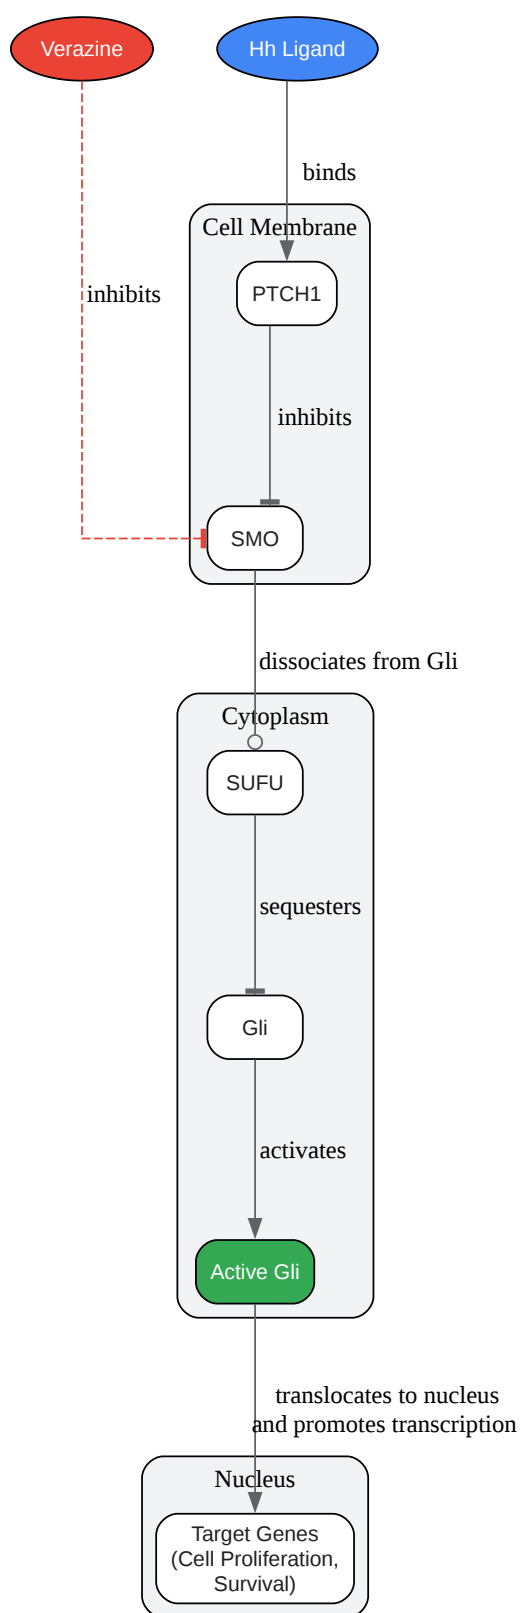 Verazine
Hh Ligand
binds
Cell Membrane
inhibits
PTCH1
inhibits
SMO
dissociates from Gli
Cytoplasm
SUFU
sequesters
Gli
activates
Active Gli
translocates to nucleus
and promotes transcription
Nucleus
Target Genes
(Cell Proliferation,
Survival)